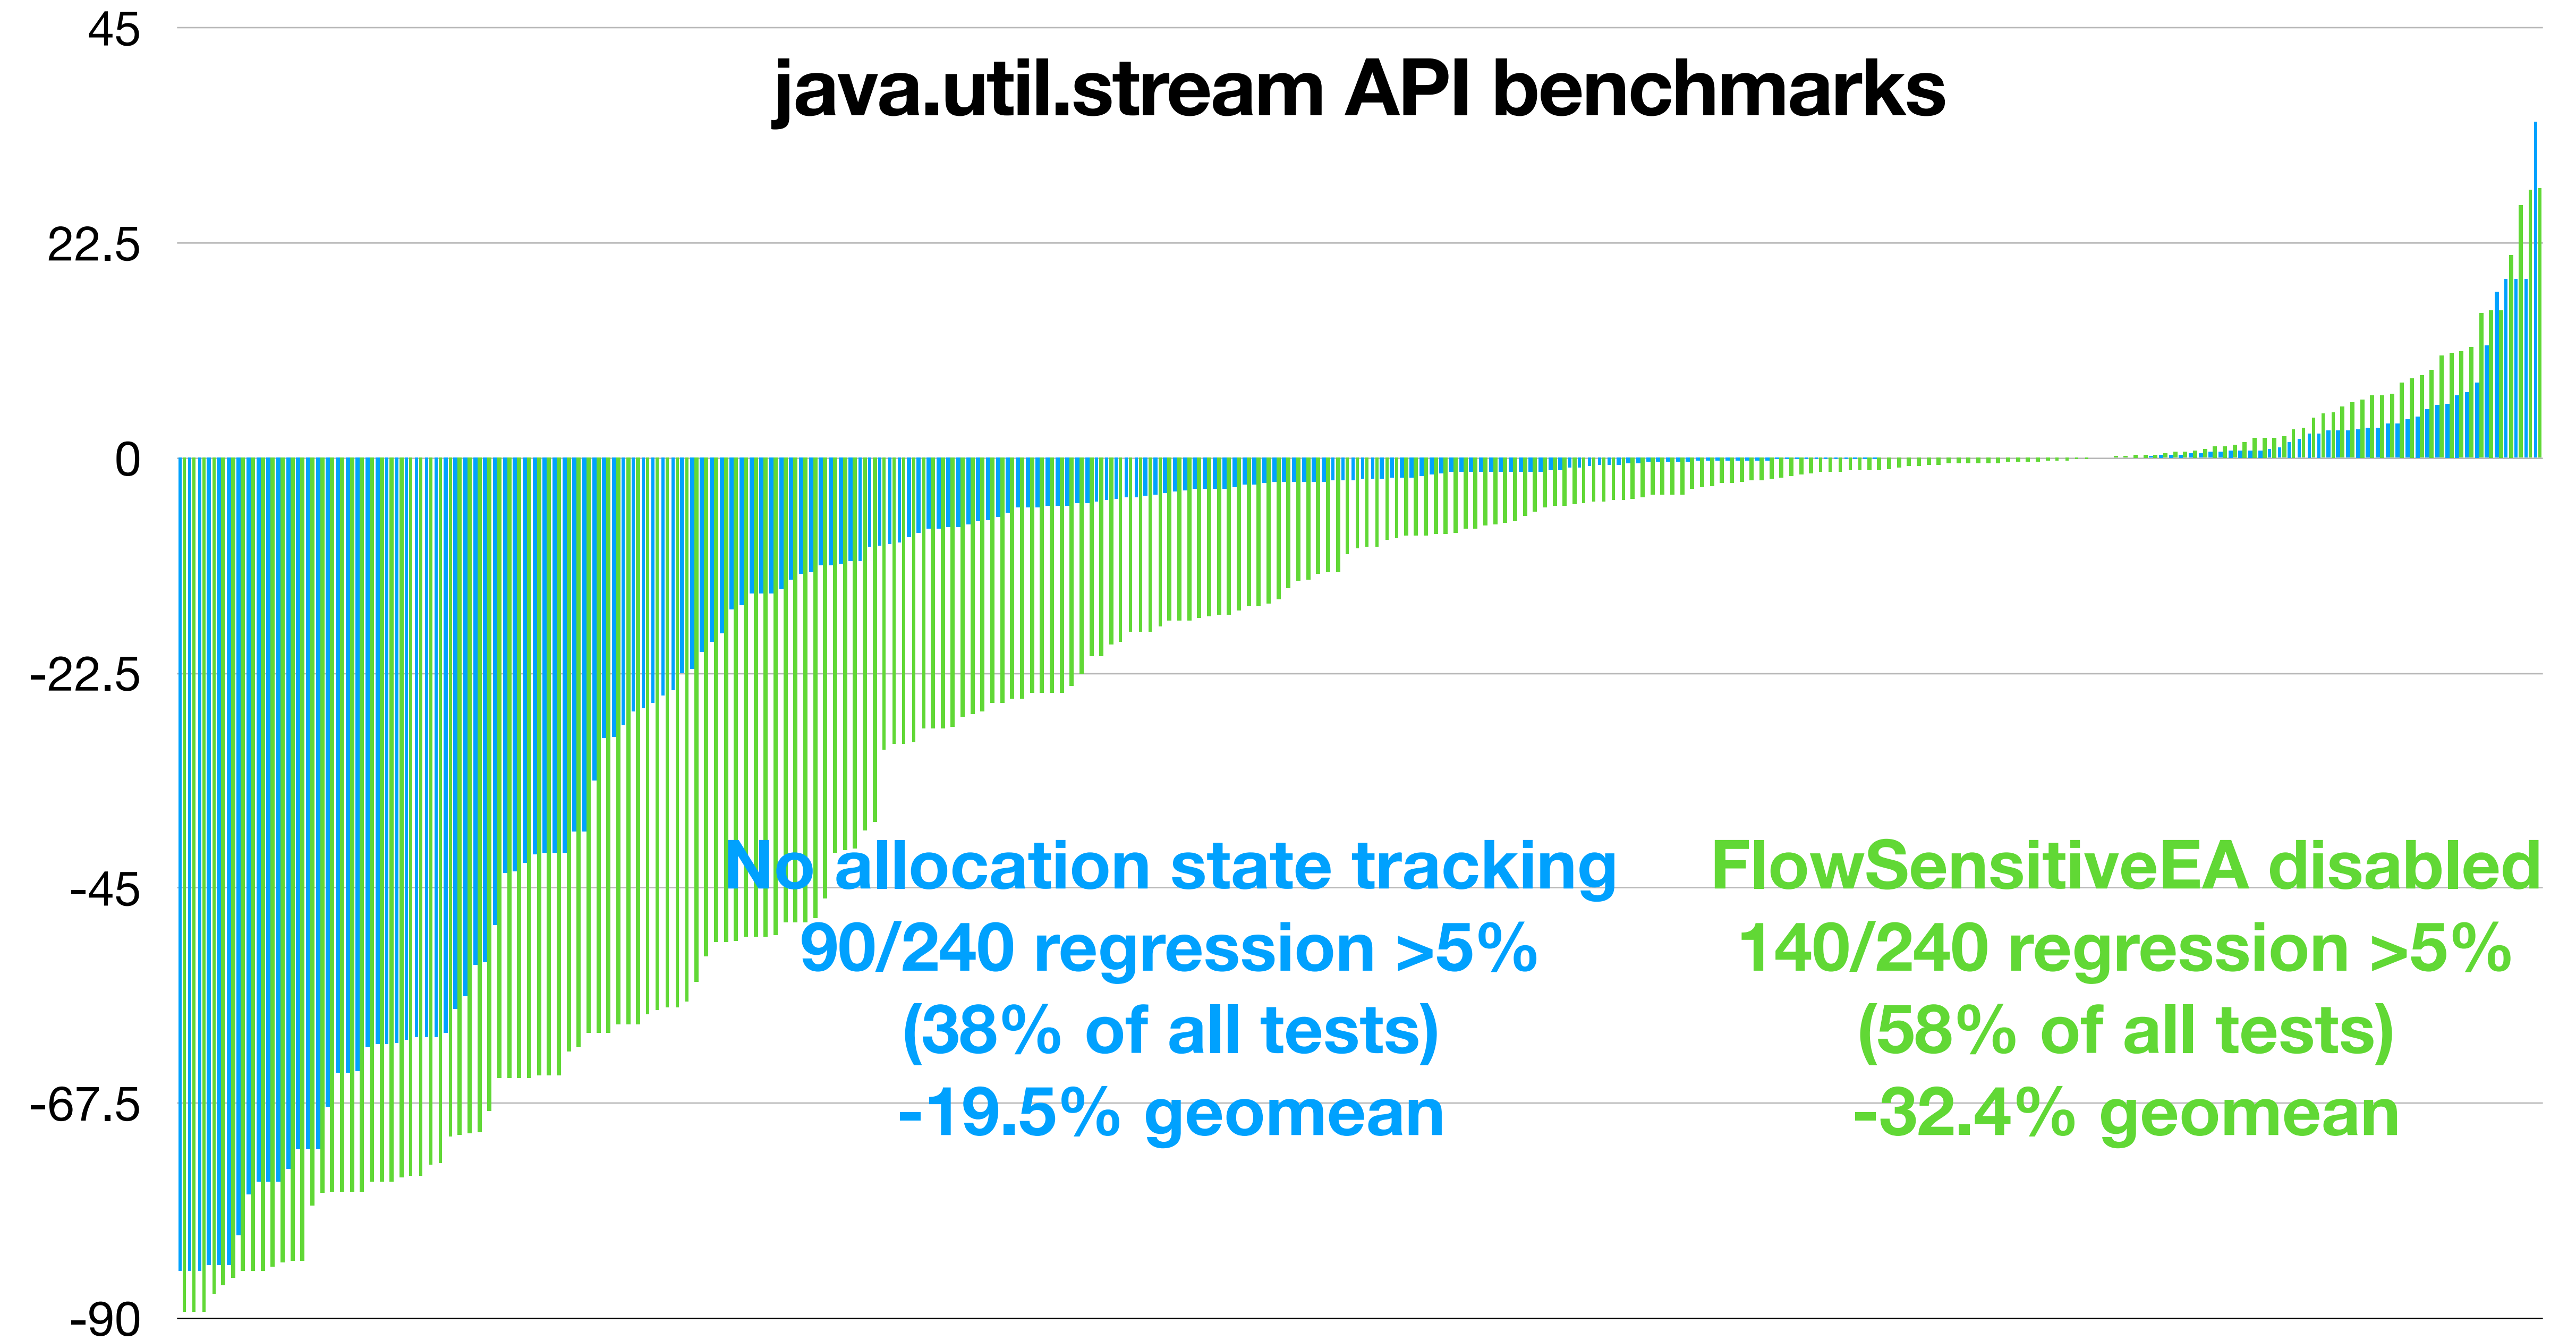 45
java.util.stream API benchmarks
22.5
0
-22.5
-45
-67.5
-90
No allocation state tracking
90/240 regression >5%
(38% of all tests)
-19.5% geomean
FlowSensitiveEA disabled
140/240 regression >5%
(58% of all tests)
-32.4% geomean